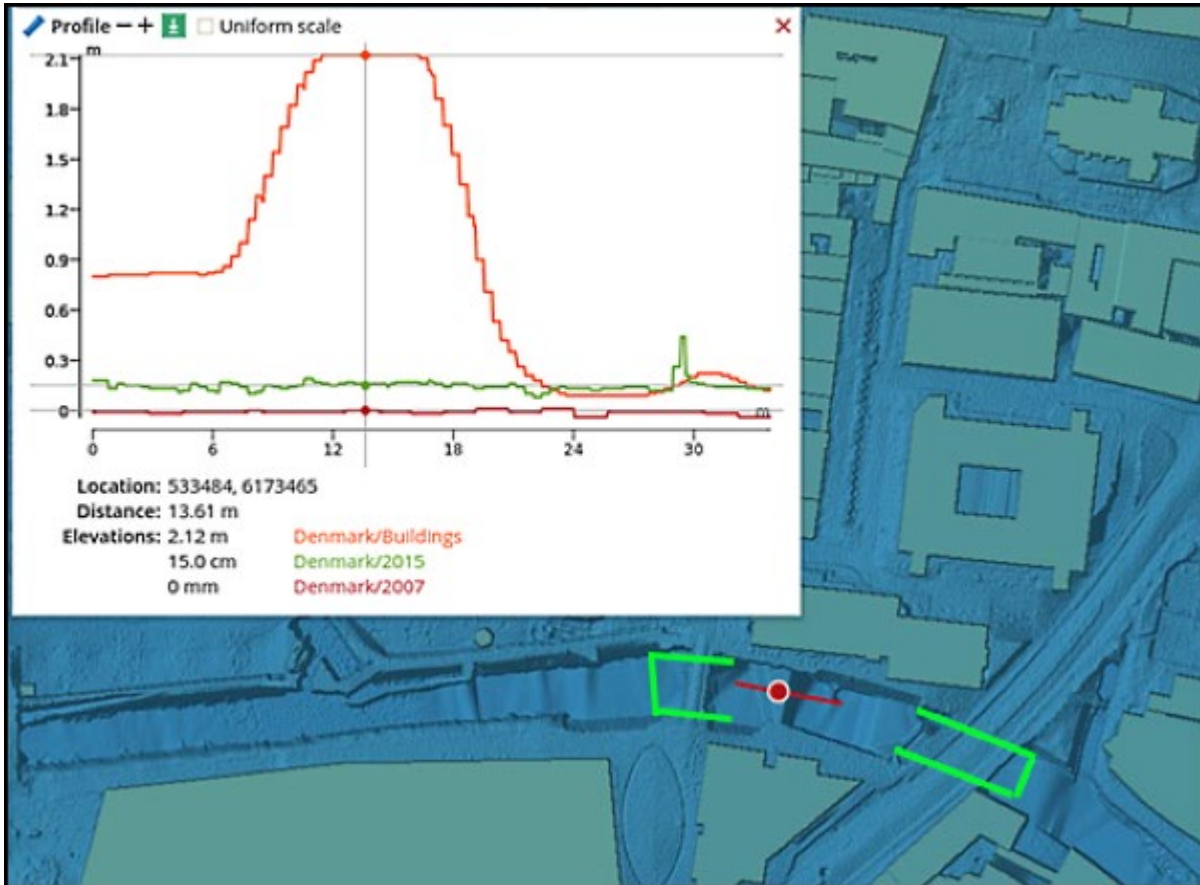 Profile − + Uniform scale
m
2.1
1.8
1.5
1.2
0.9
0.6
0.3
0
m
0 6 12 18 24 30
Location: 533484, 6173465
Distance: 13.61 m
Elevations: 2.12 m Denmark/Buildings
15.0 cm Denmark/2015
0 mm Denmark/2007